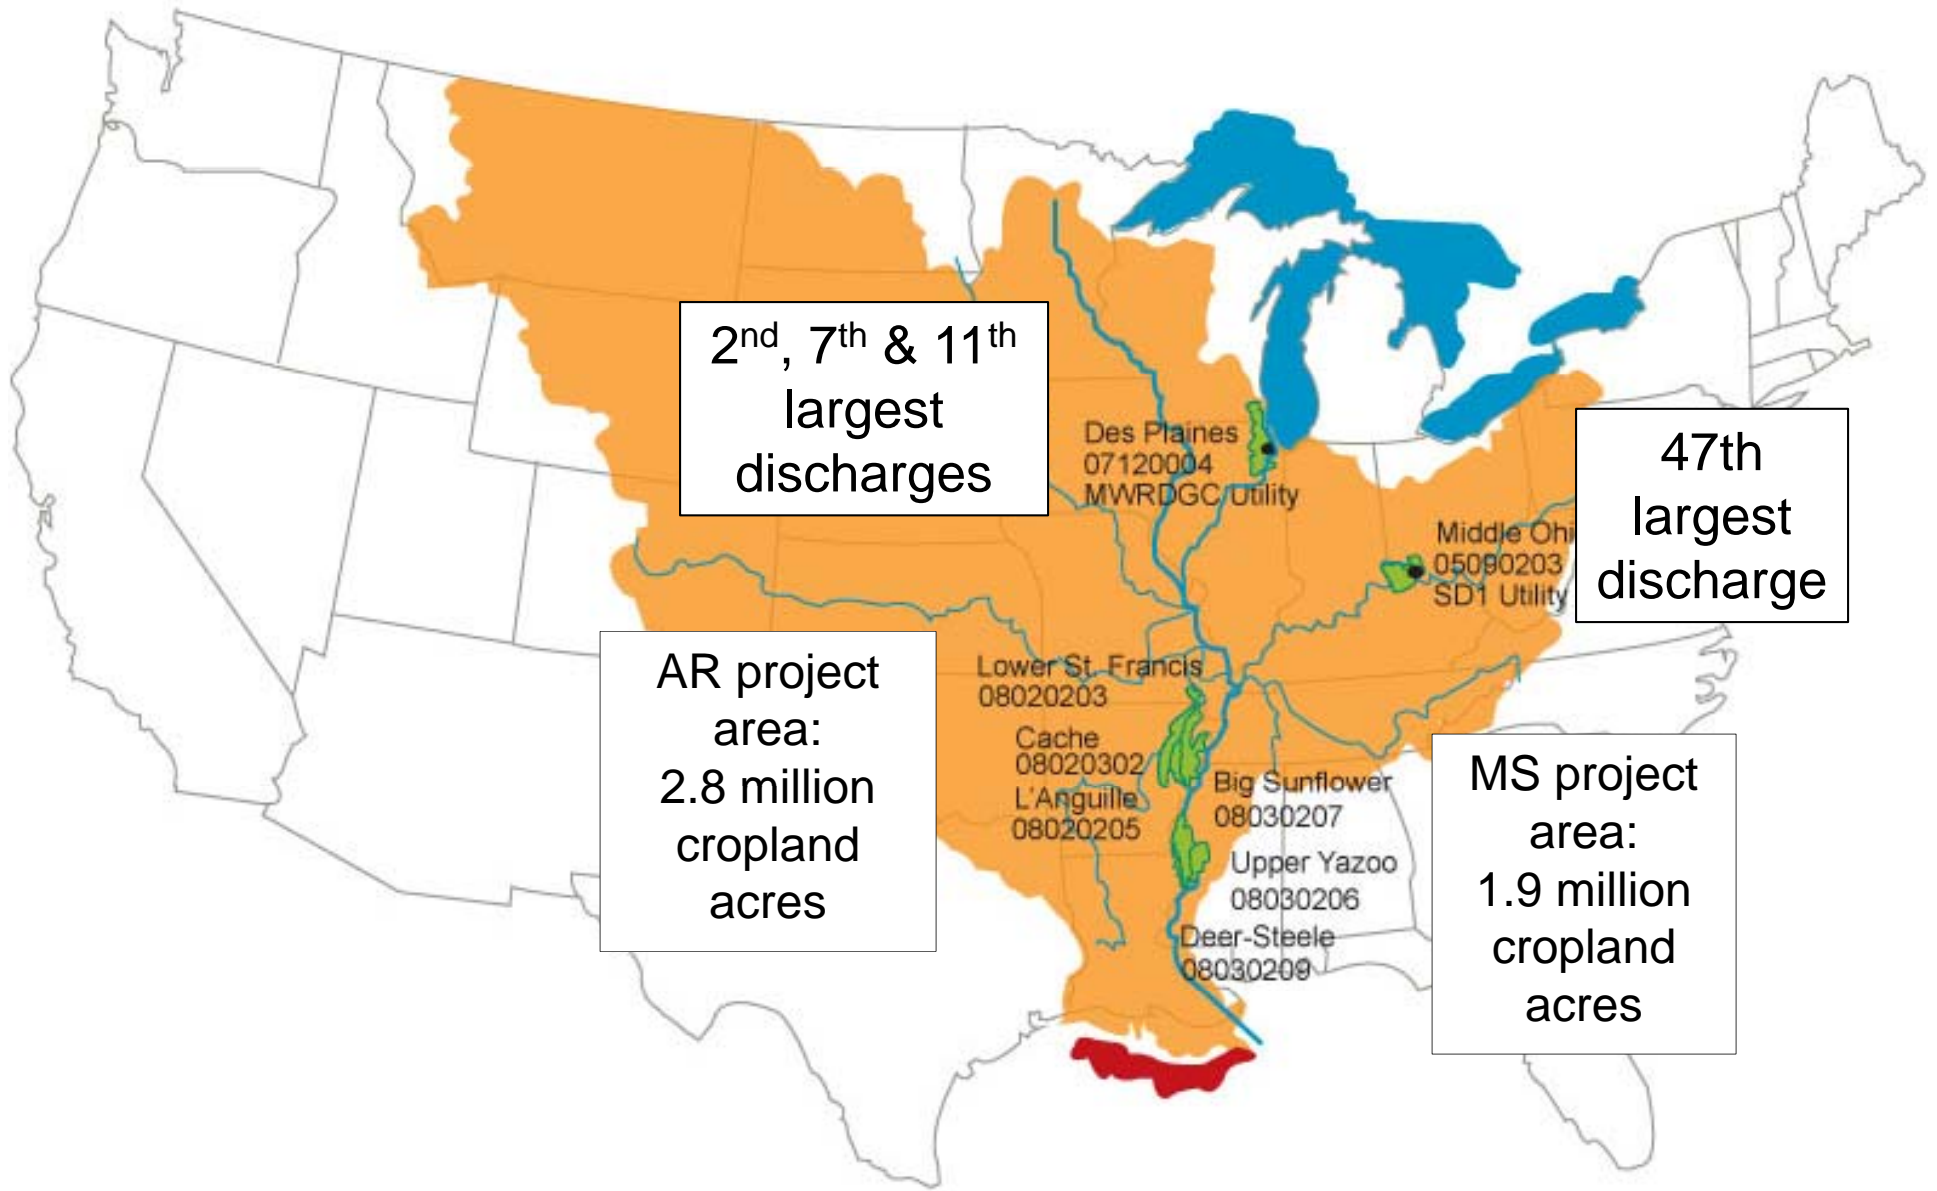 2nd, 7th & 11th
largest
discharges
Des Plaines
07120004
MWRDGC Utility
47th
largest
discharge
Middle Ohi
05090203
SD1 Utility
AR project
area:
2.8 million
cropland
acres
Lower St. Francis
08020203
Cache
08020302
L'Anguille
08020205
Big Sunflower
08030207
Upper Yazoo
08030206
Deer-Steele
08030209
MS project
area:
1.9 million
cropland
acres